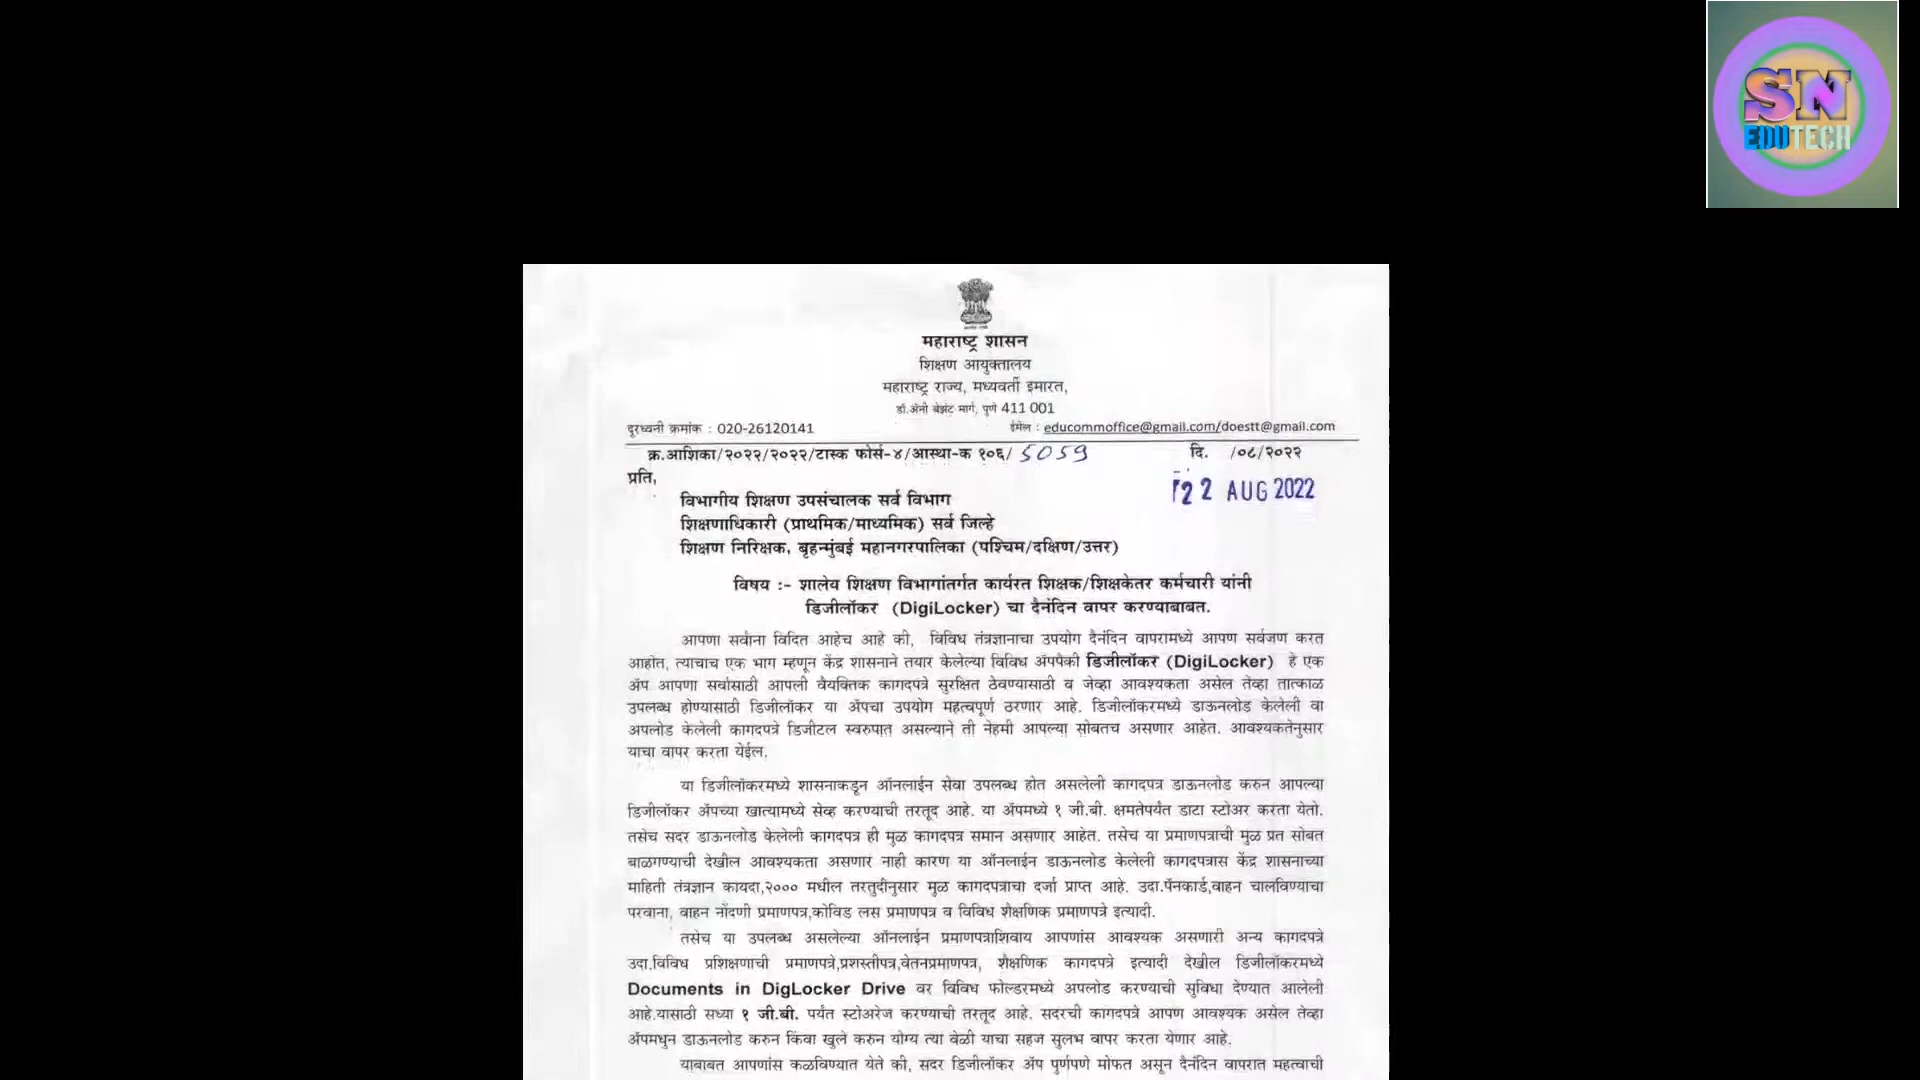 SN
EDUTECH
महाराष्ट्र शासन
शिक्षण आयुक्तालय
महाराष्ट्र राज्य, मध्यवर्ती इमारत,
डॉ.ॲनी बेझंट मार्ग, पुणे 411 001
दूरध्वनी क्रमांक : 020-26120141 ईमेल : educommoffice@gmail.com/doestt@gmail.com
क्र.आशिका/२०२२/२०२२/टास्क फोर्स-४/आस्था-क १०६/ 5059 दि. /०८/२०२२
प्रति,
22 AUG 2022
विभागीय शिक्षण उपसंचालक सर्व विभाग
शिक्षणाधिकारी (प्राथमिक/माध्यमिक) सर्व जिल्हे
शिक्षण निरिक्षक, बृहन्मुंबई महानगरपालिका (पश्चिम/दक्षिण/उत्तर)
विषय :- शालेय शिक्षण विभागांतर्गत कार्यरत शिक्षक/शिक्षकेतर कर्मचारी यांनी
डिजीलॉकर (DigiLocker) चा दैनंदिन वापर करण्याबाबत.
आपणा सर्वांना विदित आहेच आहे की, विविध तंत्रज्ञानाचा उपयोग दैनंदिन वापरामध्ये आपण सर्वजण करत
आहोत, त्याचाच एक भाग म्हणून केंद्र शासनाने तयार केलेल्या विविध ॲपपैकी डिजीलॉकर (DigiLocker) हे एक
ॲप आपणा सर्वांसाठी आपली वैयक्तिक कागदपत्रे सुरक्षित ठेवण्यासाठी व जेव्हा आवश्यकता असेल तेव्हा तात्काळ
उपलब्ध होण्यासाठी डिजीलॉकर या ॲपचा उपयोग महत्वपूर्ण ठरणार आहे. डिजीलॉकरमध्ये डाऊनलोड केलेली वा
अपलोड केलेली कागदपत्रे डिजीटल स्वरुपात असल्याने ती नेहमी आपल्या सोबतच असणार आहेत. आवश्यकतेनुसार
याचा वापर करता येईल.
या डिजीलॉकरमध्ये शासनाकडून ऑनलाईन सेवा उपलब्ध होत असलेली कागदपत्र डाऊनलोड करुन आपल्या
डिजीलॉकर ॲपच्या खात्यामध्ये सेव्ह करण्याची तरतूद आहे. या ॲपमध्ये १ जी.बी. क्षमतेपर्यंत डाटा स्टोअर करता येतो.
तसेच सदर डाऊनलोड केलेली कागदपत्र ही मुळ कागदपत्र समान असणार आहेत. तसेच या प्रमाणपत्राची मुळ प्रत सोबत
बाळगण्याची देखील आवश्यकता असणार नाही कारण या ऑनलाईन डाऊनलोड केलेली कागदपत्रास केंद्र शासनाच्या
माहिती तंत्रज्ञान कायदा,२००० मधील तरतुदीनुसार मुळ कागदपत्राचा दर्जा प्राप्त आहे. उदा.पॅनकार्ड,वाहन चालविण्याचा
परवाना, वाहन नोंदणी प्रमाणपत्र,कोविड लस प्रमाणपत्र व विविध शैक्षणिक प्रमाणपत्रे इत्यादी.
तसेच या उपलब्ध असलेल्या ऑनलाईन प्रमाणपत्राशिवाय आपणांस आवश्यक असणारी अन्य कागदपत्रे
उदा.विविध प्रशिक्षणाची प्रमाणपत्रे,प्रशस्तीपत्र,वेतनप्रमाणपत्र, शैक्षणिक कागदपत्रे इत्यादी देखील डिजीलॉकरमध्ये
Documents in DigLocker Drive वर विविध फोल्डरमध्ये अपलोड करण्याची सुविधा देण्यात आलेली
आहे.यासाठी सध्या १ जी.बी. पर्यंत स्टोअरेज करण्याची तरतूद आहे. सदरची कागदपत्रे आपण आवश्यक असेल तेव्हा
ॲपमधुन डाऊनलोड करुन किंवा खुले करुन योग्य त्या वेळी याचा सहज सुलभ वापर करता येणार आहे.
याबाबत आपणांस कळविण्यात येते की, सदर डिजीलॉकर ॲप पुर्णपणे मोफत असून दैनंदिन वापरात महत्वाची